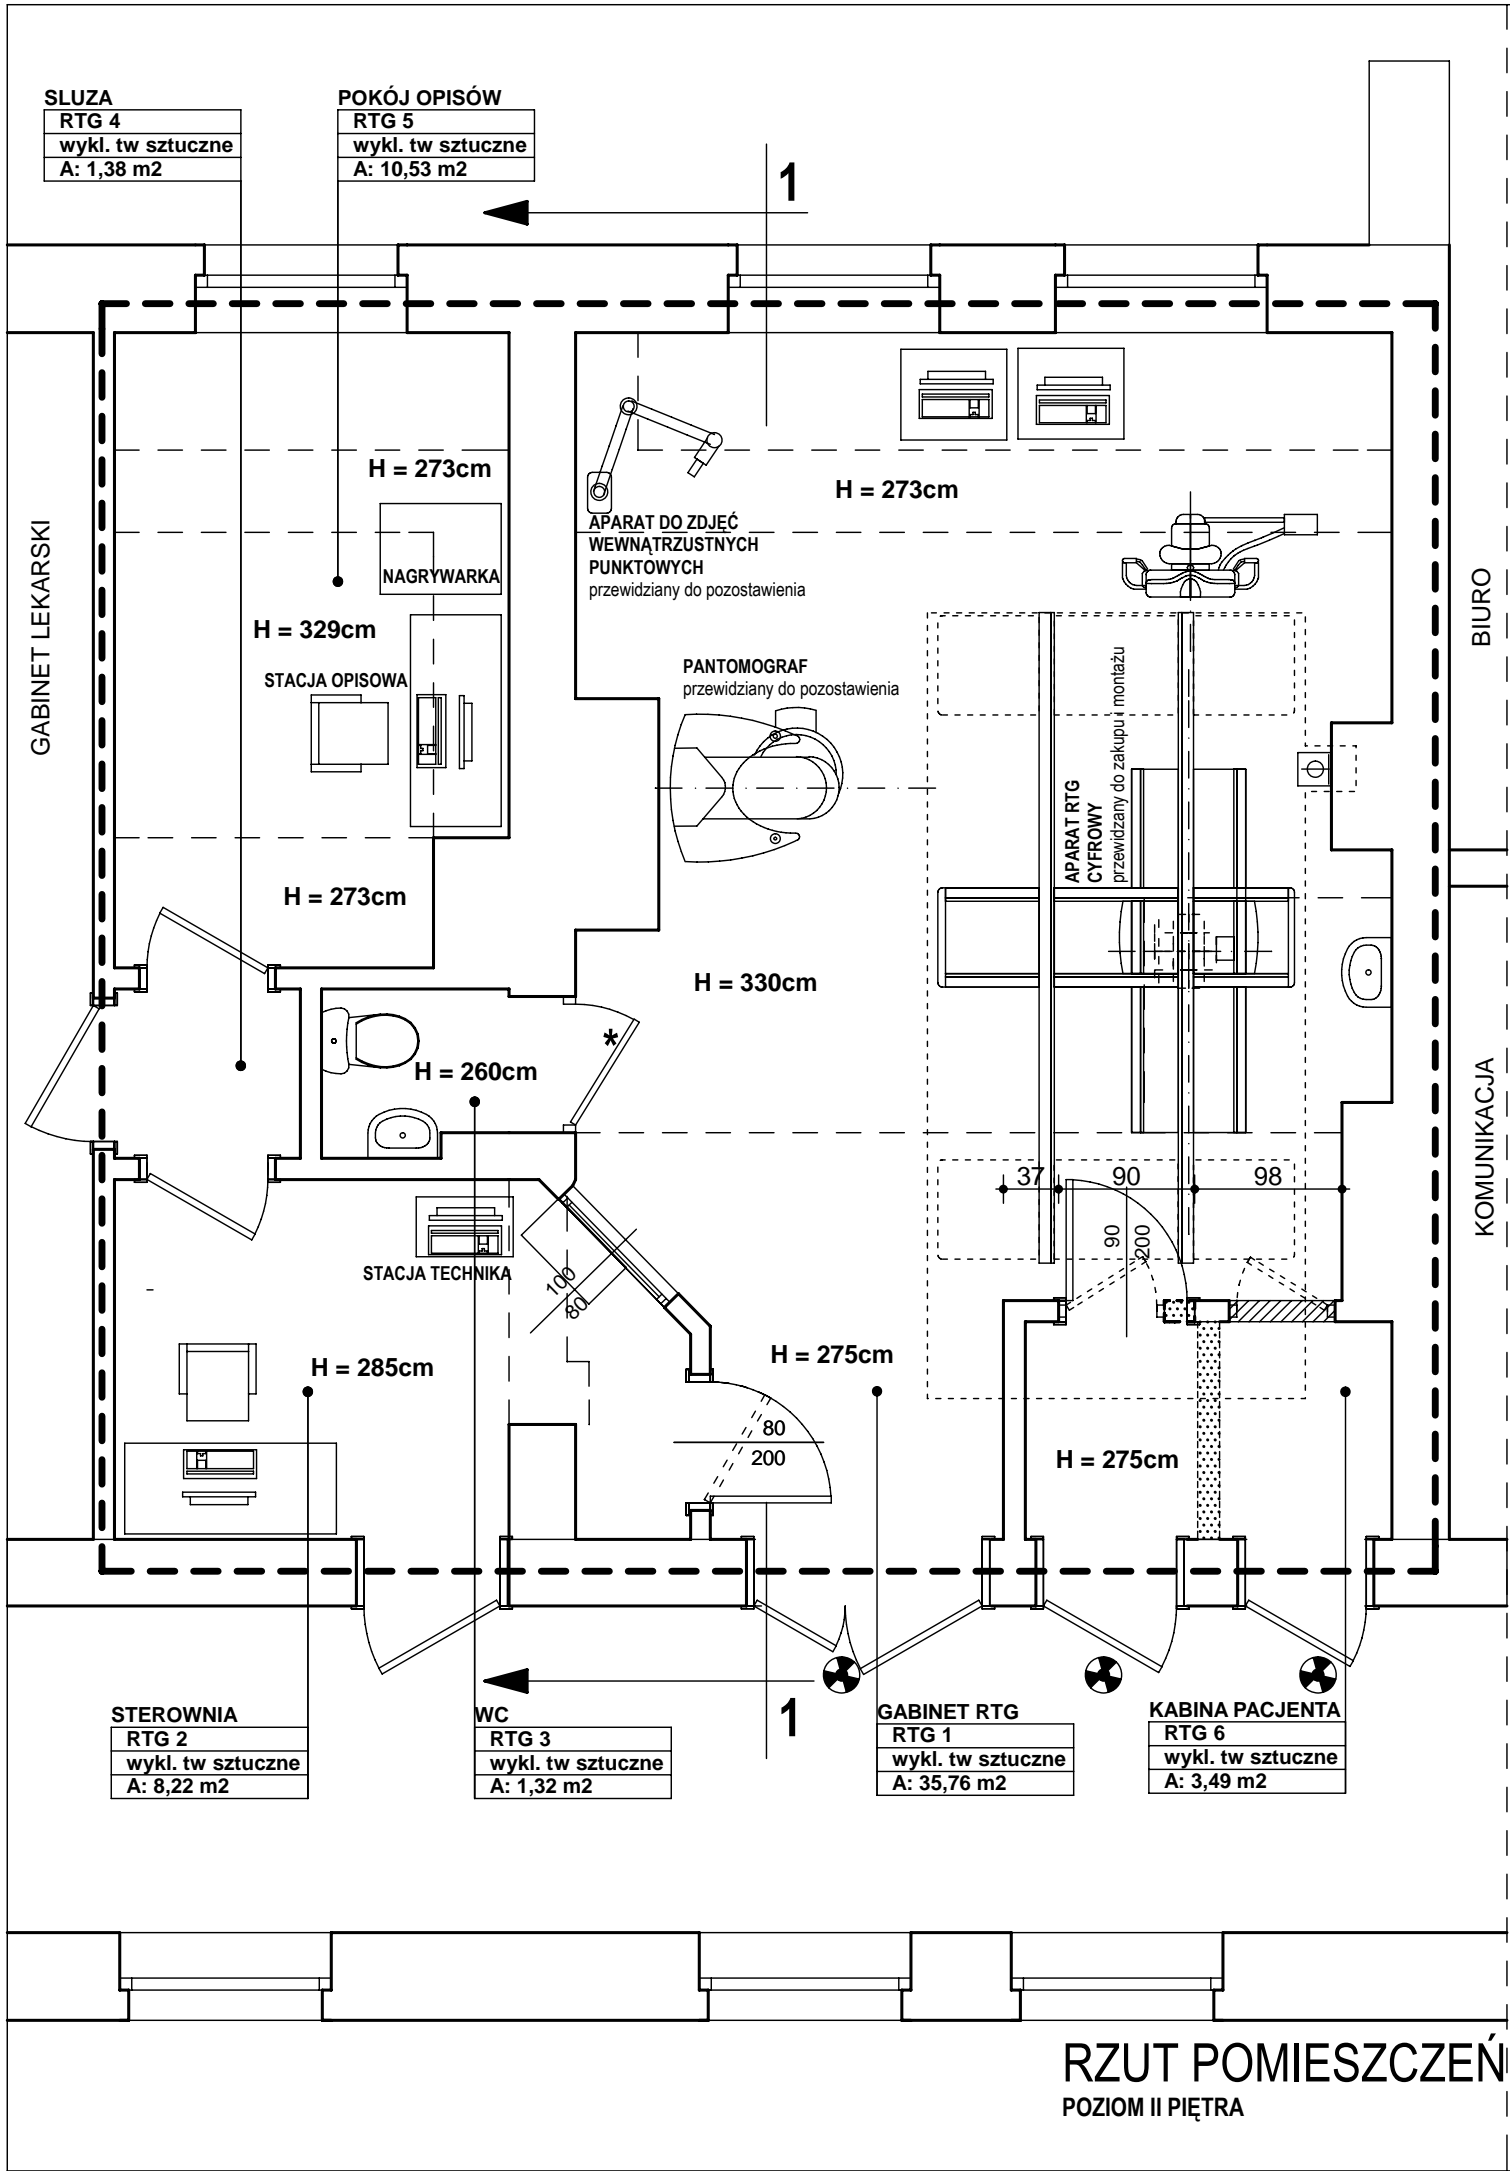 SLUZA
RTG 4
wykl. tw sztuczne
A: 1,38 m2
POKÓJ OPISÓW
RTG 5
wykl. tw sztuczne
A: 10,53 m2
1
H = 273cm
H = 273cm
APARAT DO ZDJĘĆ
WEWNĄTRZUSTNYCH
PUNKTOWYCH
przewidziany do pozostawienia
NAGRYWARKA
GABINET LEKARSKI
BIURO
H = 329cm
STACJA OPISOWA
PANTOMOGRAF
przewidziany do pozostawienia
APARAT RTG
CYFROWY
przewidzany do zakupu i montażu
H = 273cm
H = 330cm
*
H = 260cm
KOMUNIKACJA
37
90
98
90
200
STACJA TECHNIKA
100
80
H = 275cm
H = 285cm
80
200
H = 275cm
1
STEROWNIA
RTG 2
wykl. tw sztuczne
A: 8,22 m2
WC
RTG 3
wykl. tw sztuczne
A: 1,32 m2
GABINET RTG
RTG 1
wykl. tw sztuczne
A: 35,76 m2
KABINA PACJENTA
RTG 6
wykl. tw sztuczne
A: 3,49 m2
RZUT POMIESZCZEŃ
POZIOM II PIĘTRA